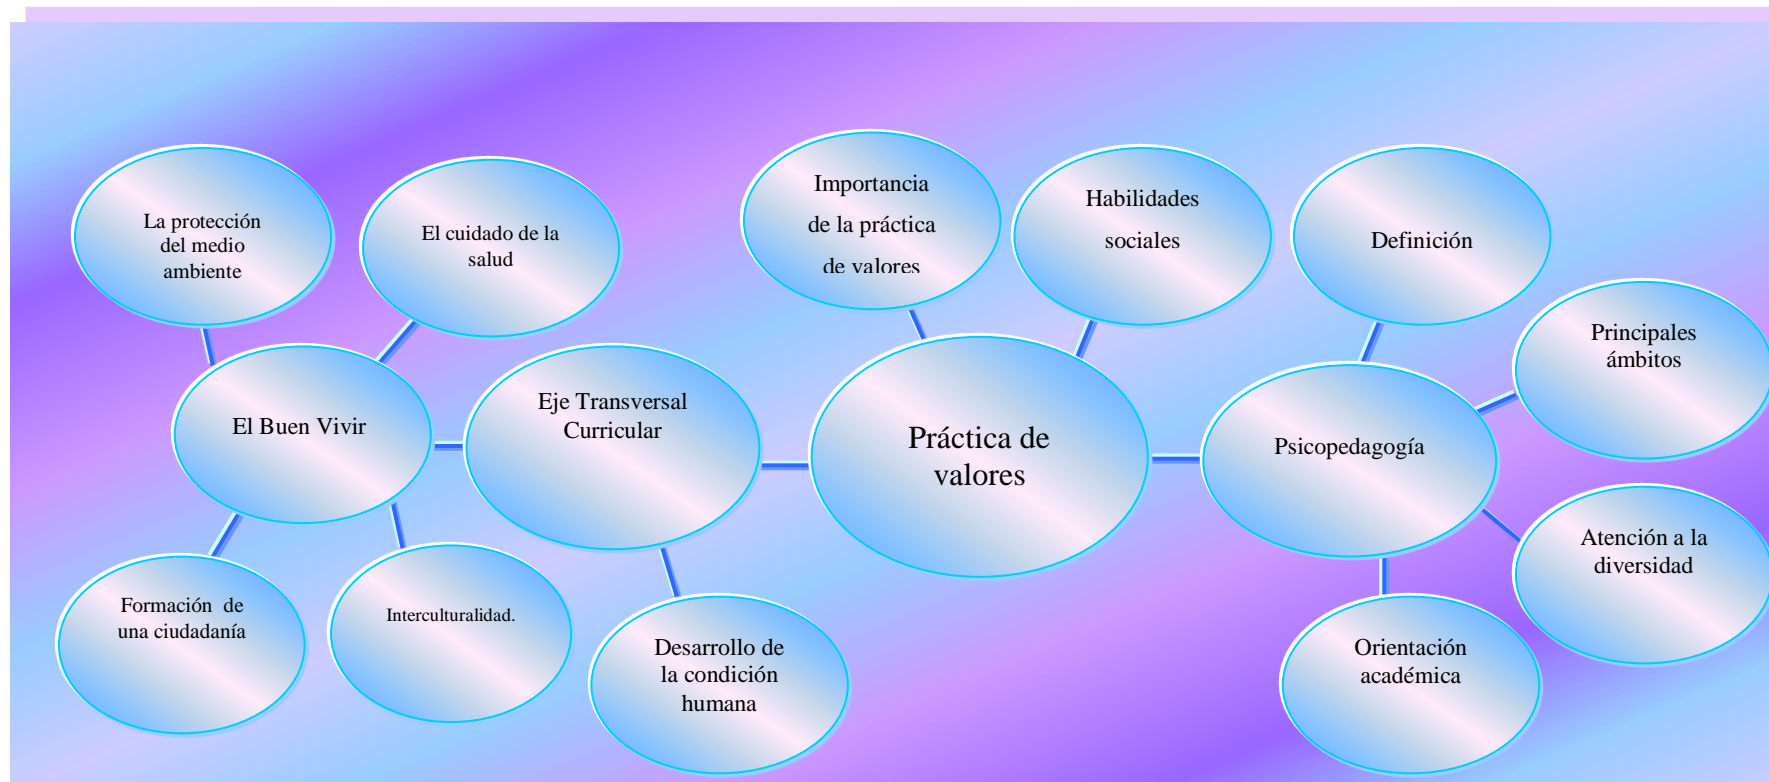 La protección
del medio
ambiente
El cuidado de la
salud
Importancia
de la práctica
de valores
Habilidades
sociales
Definición
Principales
ámbitos
El Buen Vivir
Eje Transversal
Curricular
Práctica de
valores
Psicopedagogía
Atención a la
diversidad
Formación de
una ciudadanía
Interculturalidad.
Desarrollo de
la condición
humana
Orientación
académica